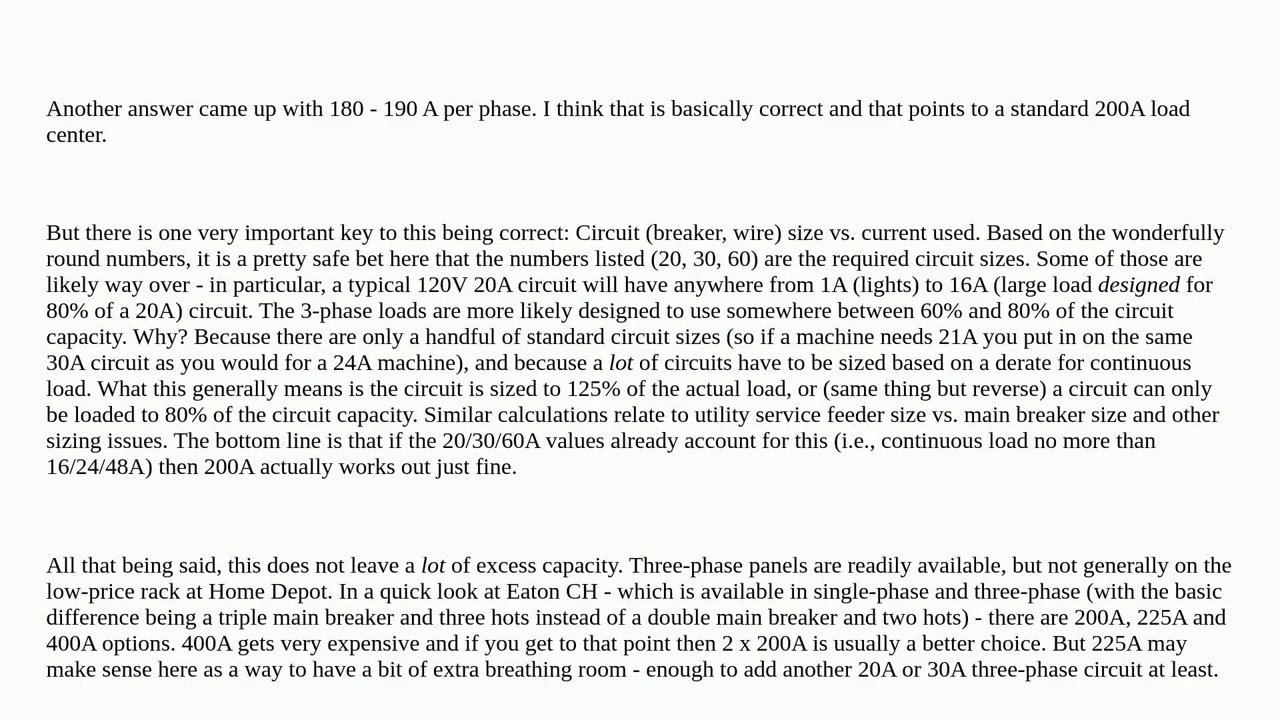 Another answer came up with 180 - 190 A per phase. I think that is basically correct and that points to a standard 200A load
center.
But there is one very important key to this being correct: Circuit (breaker, wire) size vs. current used. Based on the wonderfully
round numbers, it is a pretty safe bet here that the numbers listed (20, 30, 60) are the required circuit sizes. Some of those are
likely way over - in particular, a typical 120V 20A circuit will have anywhere from 1A (lights) to 16A (large load designed for
80% of a 20A) circuit. The 3-phase loads are more likely designed to use somewhere between 60% and 80% of the circuit
capacity. Why? Because there are only a handful of standard circuit sizes (so if a machine needs 21A you put in on the same
30A circuit as you would for a 24A machine), and because a lot of circuits have to be sized based on a derate for continuous
load. What this generally means is the circuit is sized to 125% of the actual load, or (same thing but reverse) a circuit can only
be loaded to 80% of the circuit capacity. Similar calculations relate to utility service feeder size vs. main breaker size and other
sizing issues. The bottom line is that if the 20/30/60A values already account for this (i.e., continuous load no more than
16/24/48A) then 200A actually works out just fine.
All that being said, this does not leave a lot of excess capacity. Three-phase panels are readily available, but not generally on the
low-price rack at Home Depot. In a quick look at Eaton CH - which is available in single-phase and three-phase (with the basic
difference being a triple main breaker and three hots instead of a double main breaker and two hots) - there are 200A, 225A and
400A options. 400A gets very expensive and if you get to that point then 2 x 200A is usually a better choice. But 225A may
make sense here as a way to have a bit of extra breathing room - enough to add another 20A or 30A three-phase circuit at least.